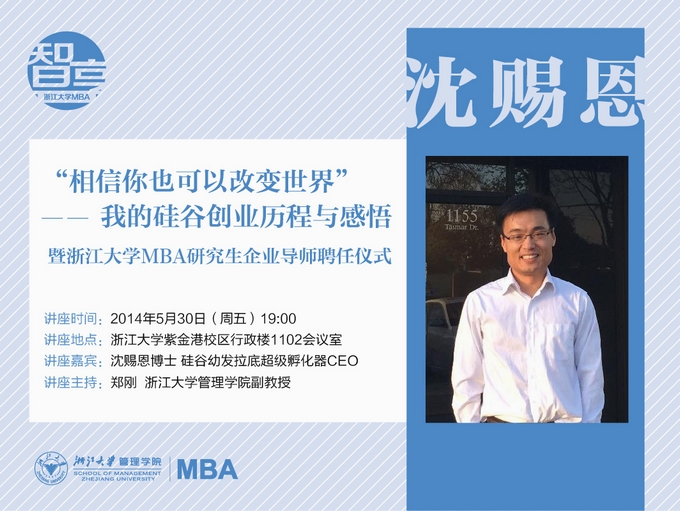 智享
浙江大学MBA
沈赐恩
“相信你也可以改变世界”
—— 我的硅谷创业历程与感悟
暨浙江大学MBA研究生企业导师聘任仪式
讲座时间：2014年5月30日（周五）19:00
讲座地点：浙江大学紫金港校区行政楼1102会议室
讲座嘉宾：沈赐恩博士 硅谷幼发拉底超级孵化器CEO
讲座主持：郑刚 浙江大学管理学院副教授
1155
浙江大学 管理学院
SCHOOL OF MANAGEMENT
ZHEJIANG UNIVERSITY
MBA